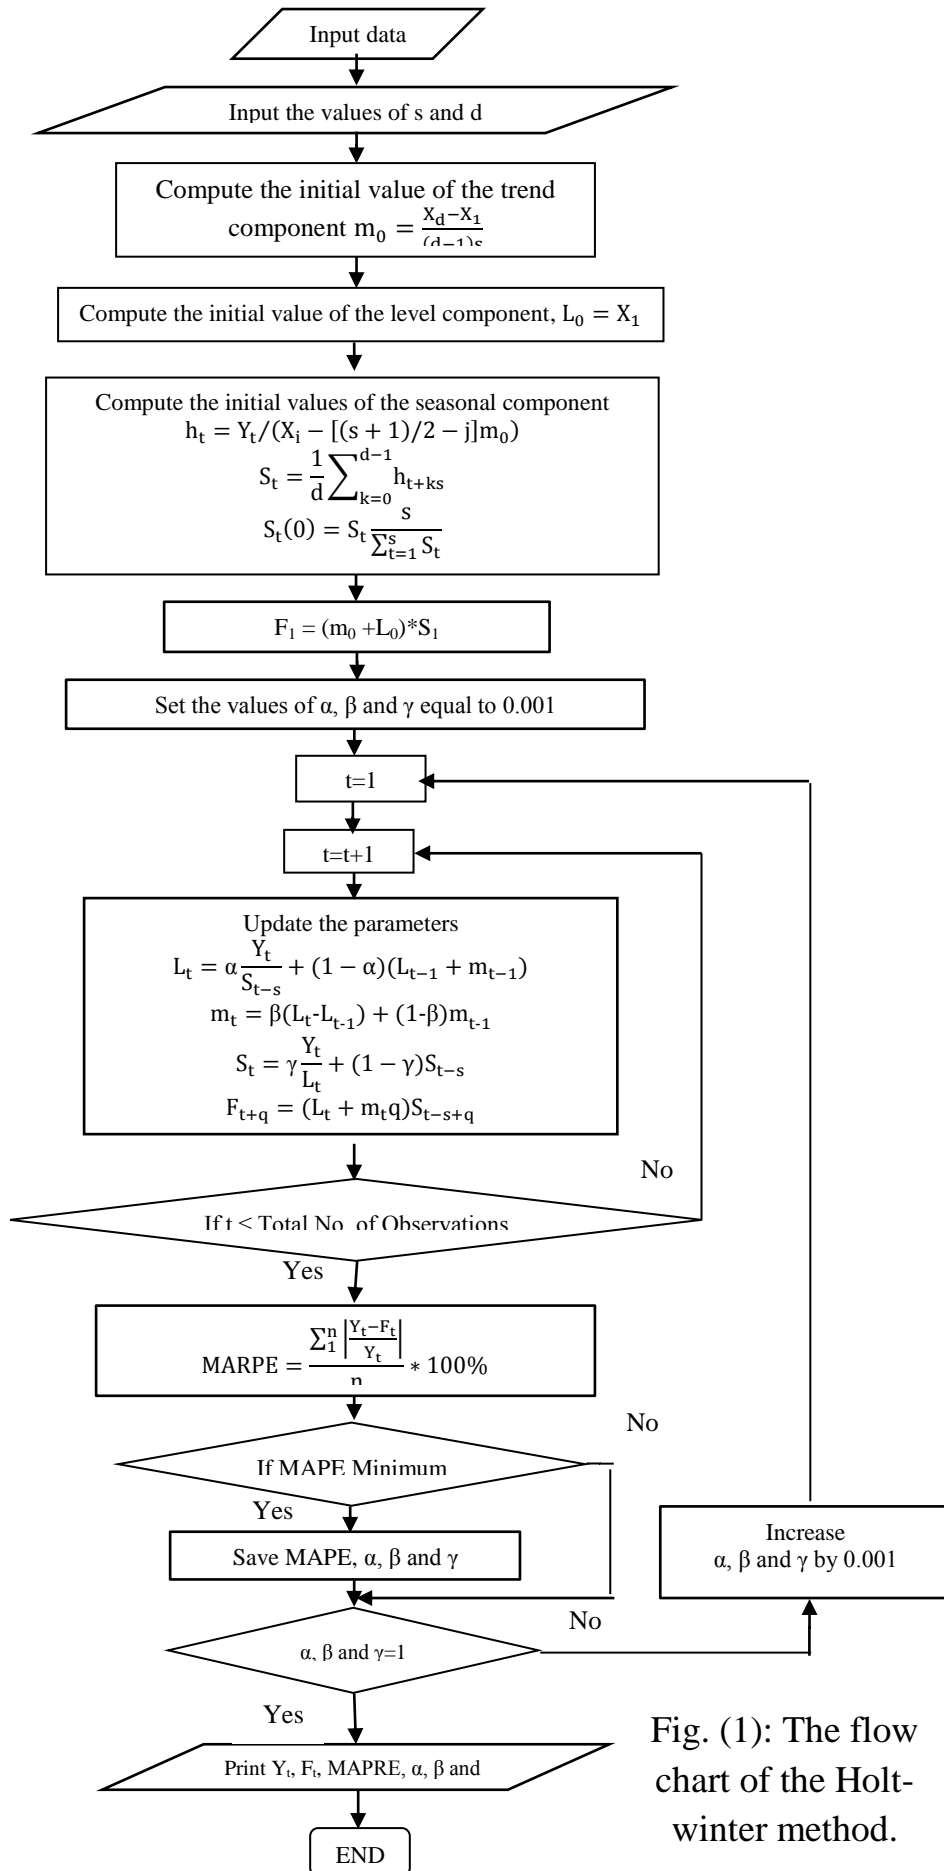 Input data
Input the values of s and d
Compute the initial value of the trend
component m₀ = (X_d−X₁)/((d−1)s)
Compute the initial value of the level component, L₀ = X₁
Compute the initial values of the seasonal component
h_t = Y_t/(X_i − [(s + 1)/2 − j]m₀)
S_t = 1/d ∑_{k=0}^{d−1} h_{t+ks}
S_t(0) = S_t s/(∑_{t=1}^{s} S_t)
F₁ = (m₀ +L₀)*S₁
Set the values of α, β and γ equal to 0.001
t=1
t=t+1
Update the parameters
L_t = α Y_t/S_{t−s} + (1 − α)(L_{t−1} + m_{t−1})
m_t = β(L_t-L_{t-1}) + (1-β)m_{t-1}
S_t = γ Y_t/L_t + (1 − γ)S_{t−s}
F_{t+q} = (L_t + m_t q)S_{t−s+q}
No
If t < Total No. of Observations
Yes
MARPE = (∑₁ⁿ |(Y_t−F_t)/Y_t|)/n * 100%
No
If MAPE Minimum
Yes
Save MAPE, α, β and γ
Increase
α, β and γ by 0.001
No
α, β and γ=1
Yes
Print Y_t, F_t, MAPRE, α, β and
END
Fig. (1): The flow
chart of the Holt-
winter method.